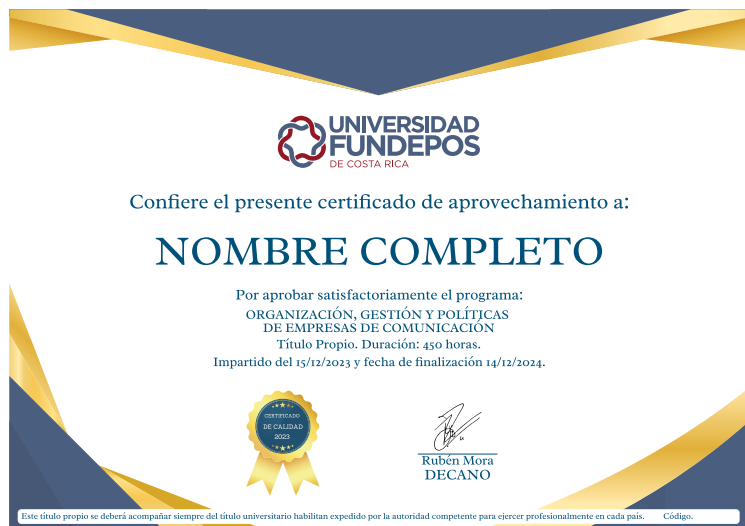 UNIVERSIDAD
FUNDEPOS
DE COSTA RICA
Confiere el presente certificado de aprovechamiento a:
NOMBRE COMPLETO
Por aprobar satisfactoriamente el programa:
ORGANIZACIÓN, GESTIÓN Y POLÍTICAS
DE EMPRESAS DE COMUNICACIÓN
Título Propio. Duración: 450 horas.
Impartido del 15/12/2023 y fecha de finalización 14/12/2024.
CERTIFICADO
DE CALIDAD
2023
Rubén Mora
DECANO
Este título propio se deberá acompañar siempre del título universitario habilitan expedido por la autoridad competente para ejercer profesionalmente en cada país. Código.